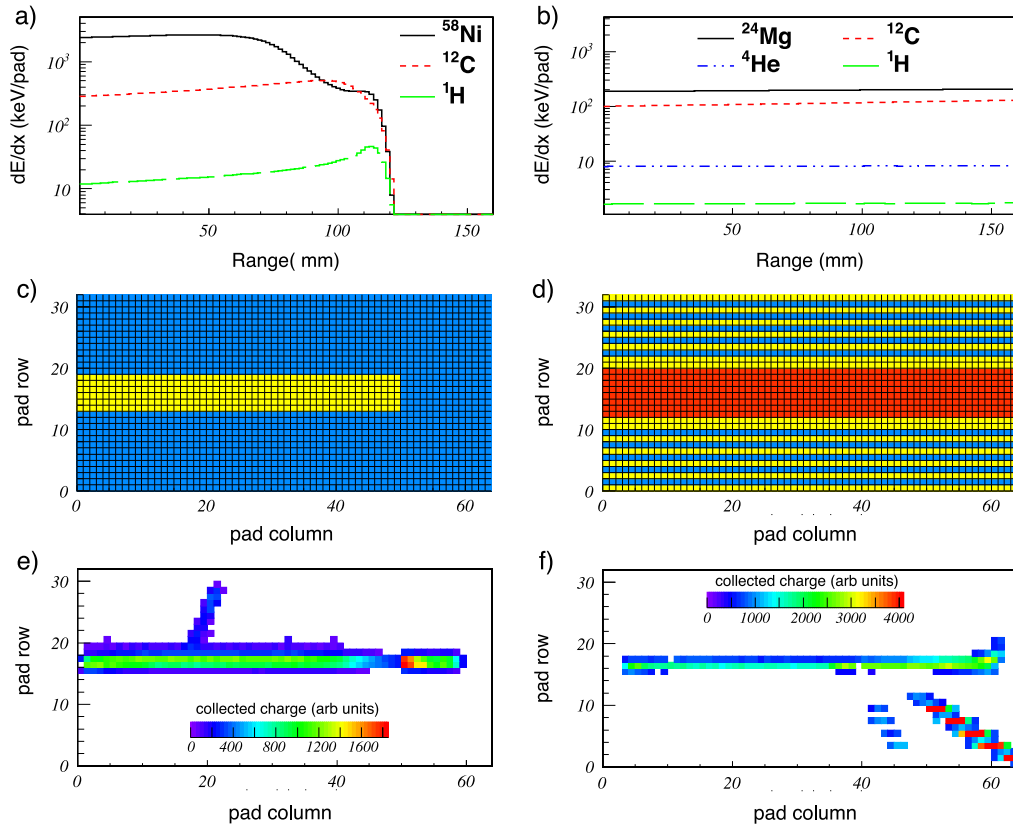 a)
⁵⁸Ni
¹²C
¹H
10³
10²
10
dE/dx (keV/pad)
50 100 150
Range( mm)
b)
²⁴Mg ¹²C
⁴He ¹H
10³
10²
10
dE/dx (keV/pad)
50 100 150
Range (mm)
c)
30
20
10
0
pad row
0 20 40 60
pad column
d)
30
20
10
0
pad row
0 20 40 60
pad column
e)
30
20
10
0
pad row
collected charge (arb units)
0 400 800 1200 1600
0 20 40 60
pad column
f)
30
20
10
0
pad row
collected charge (arb units)
0 1000 2000 3000 4000
0 20 40 60
pad column